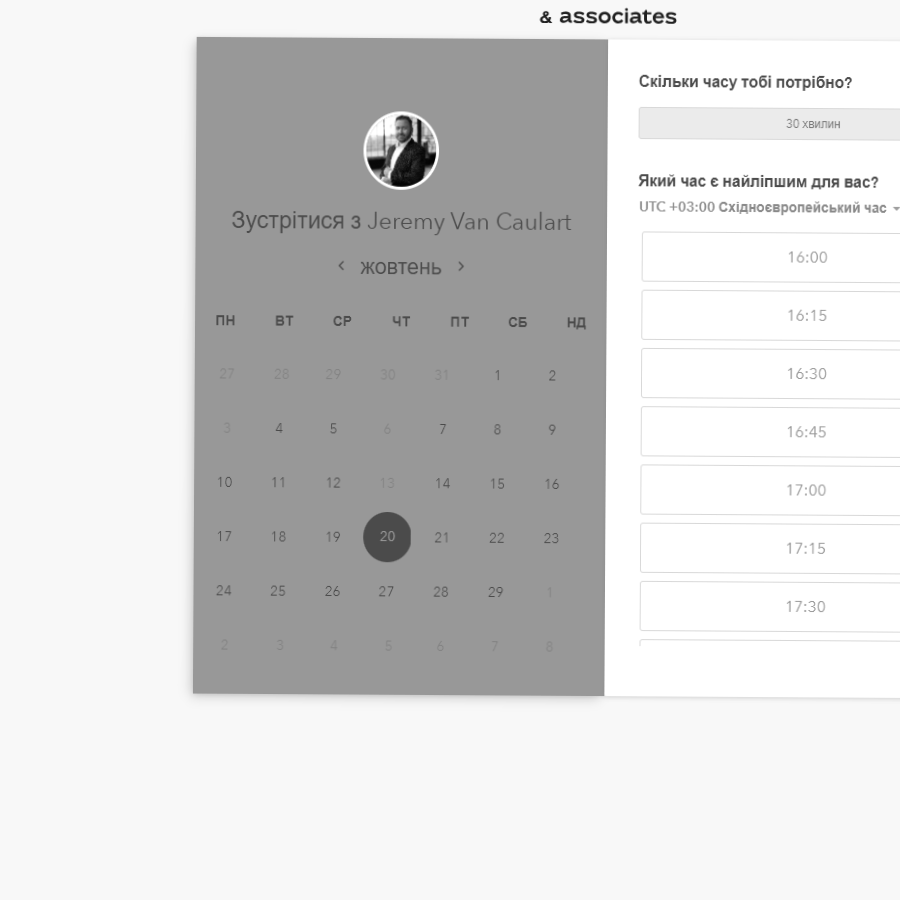 & associates
Зустрітися з Jeremy Van Caulart
жовтень
ПН ВТ СР ЧТ ПТ СБ НД
27 28 29 30 31 1 2
3 4 5 6 7 8 9
10 11 12 13 14 15 16
17 18 19 20 21 22 23
24 25 26 27 28 29 1
2 3 4 5 6 7 8
Скільки часу тобі потрібно?
30 хвилин
Який час є найліпшим для вас?
UTC +03:00 Східноєвропейський час
16:00
16:15
16:30
16:45
17:00
17:15
17:30